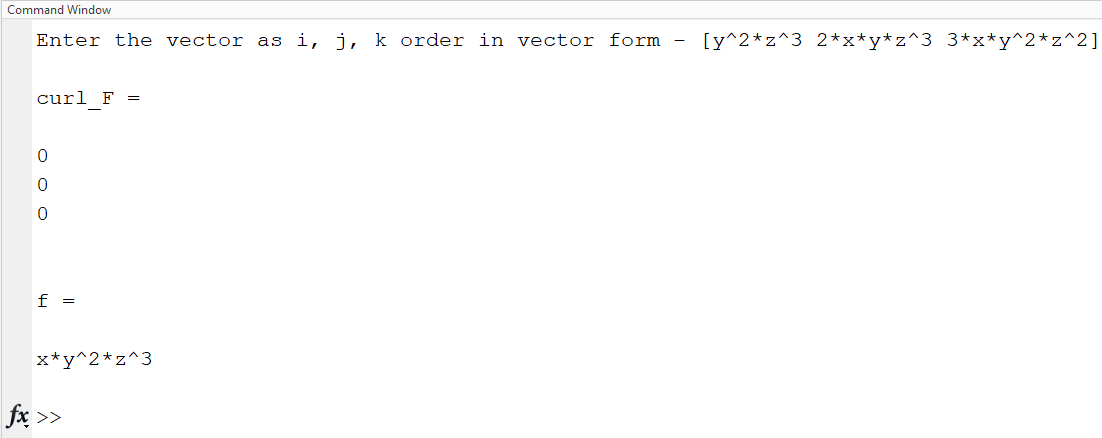 Command Window
Enter the vector as i, j, k order in vector form - [y^2*z^3 2*x*y*z^3 3*x*y^2*z^2]
curl_F =
0
0
0
f =
x*y^2*z^3
fx >>